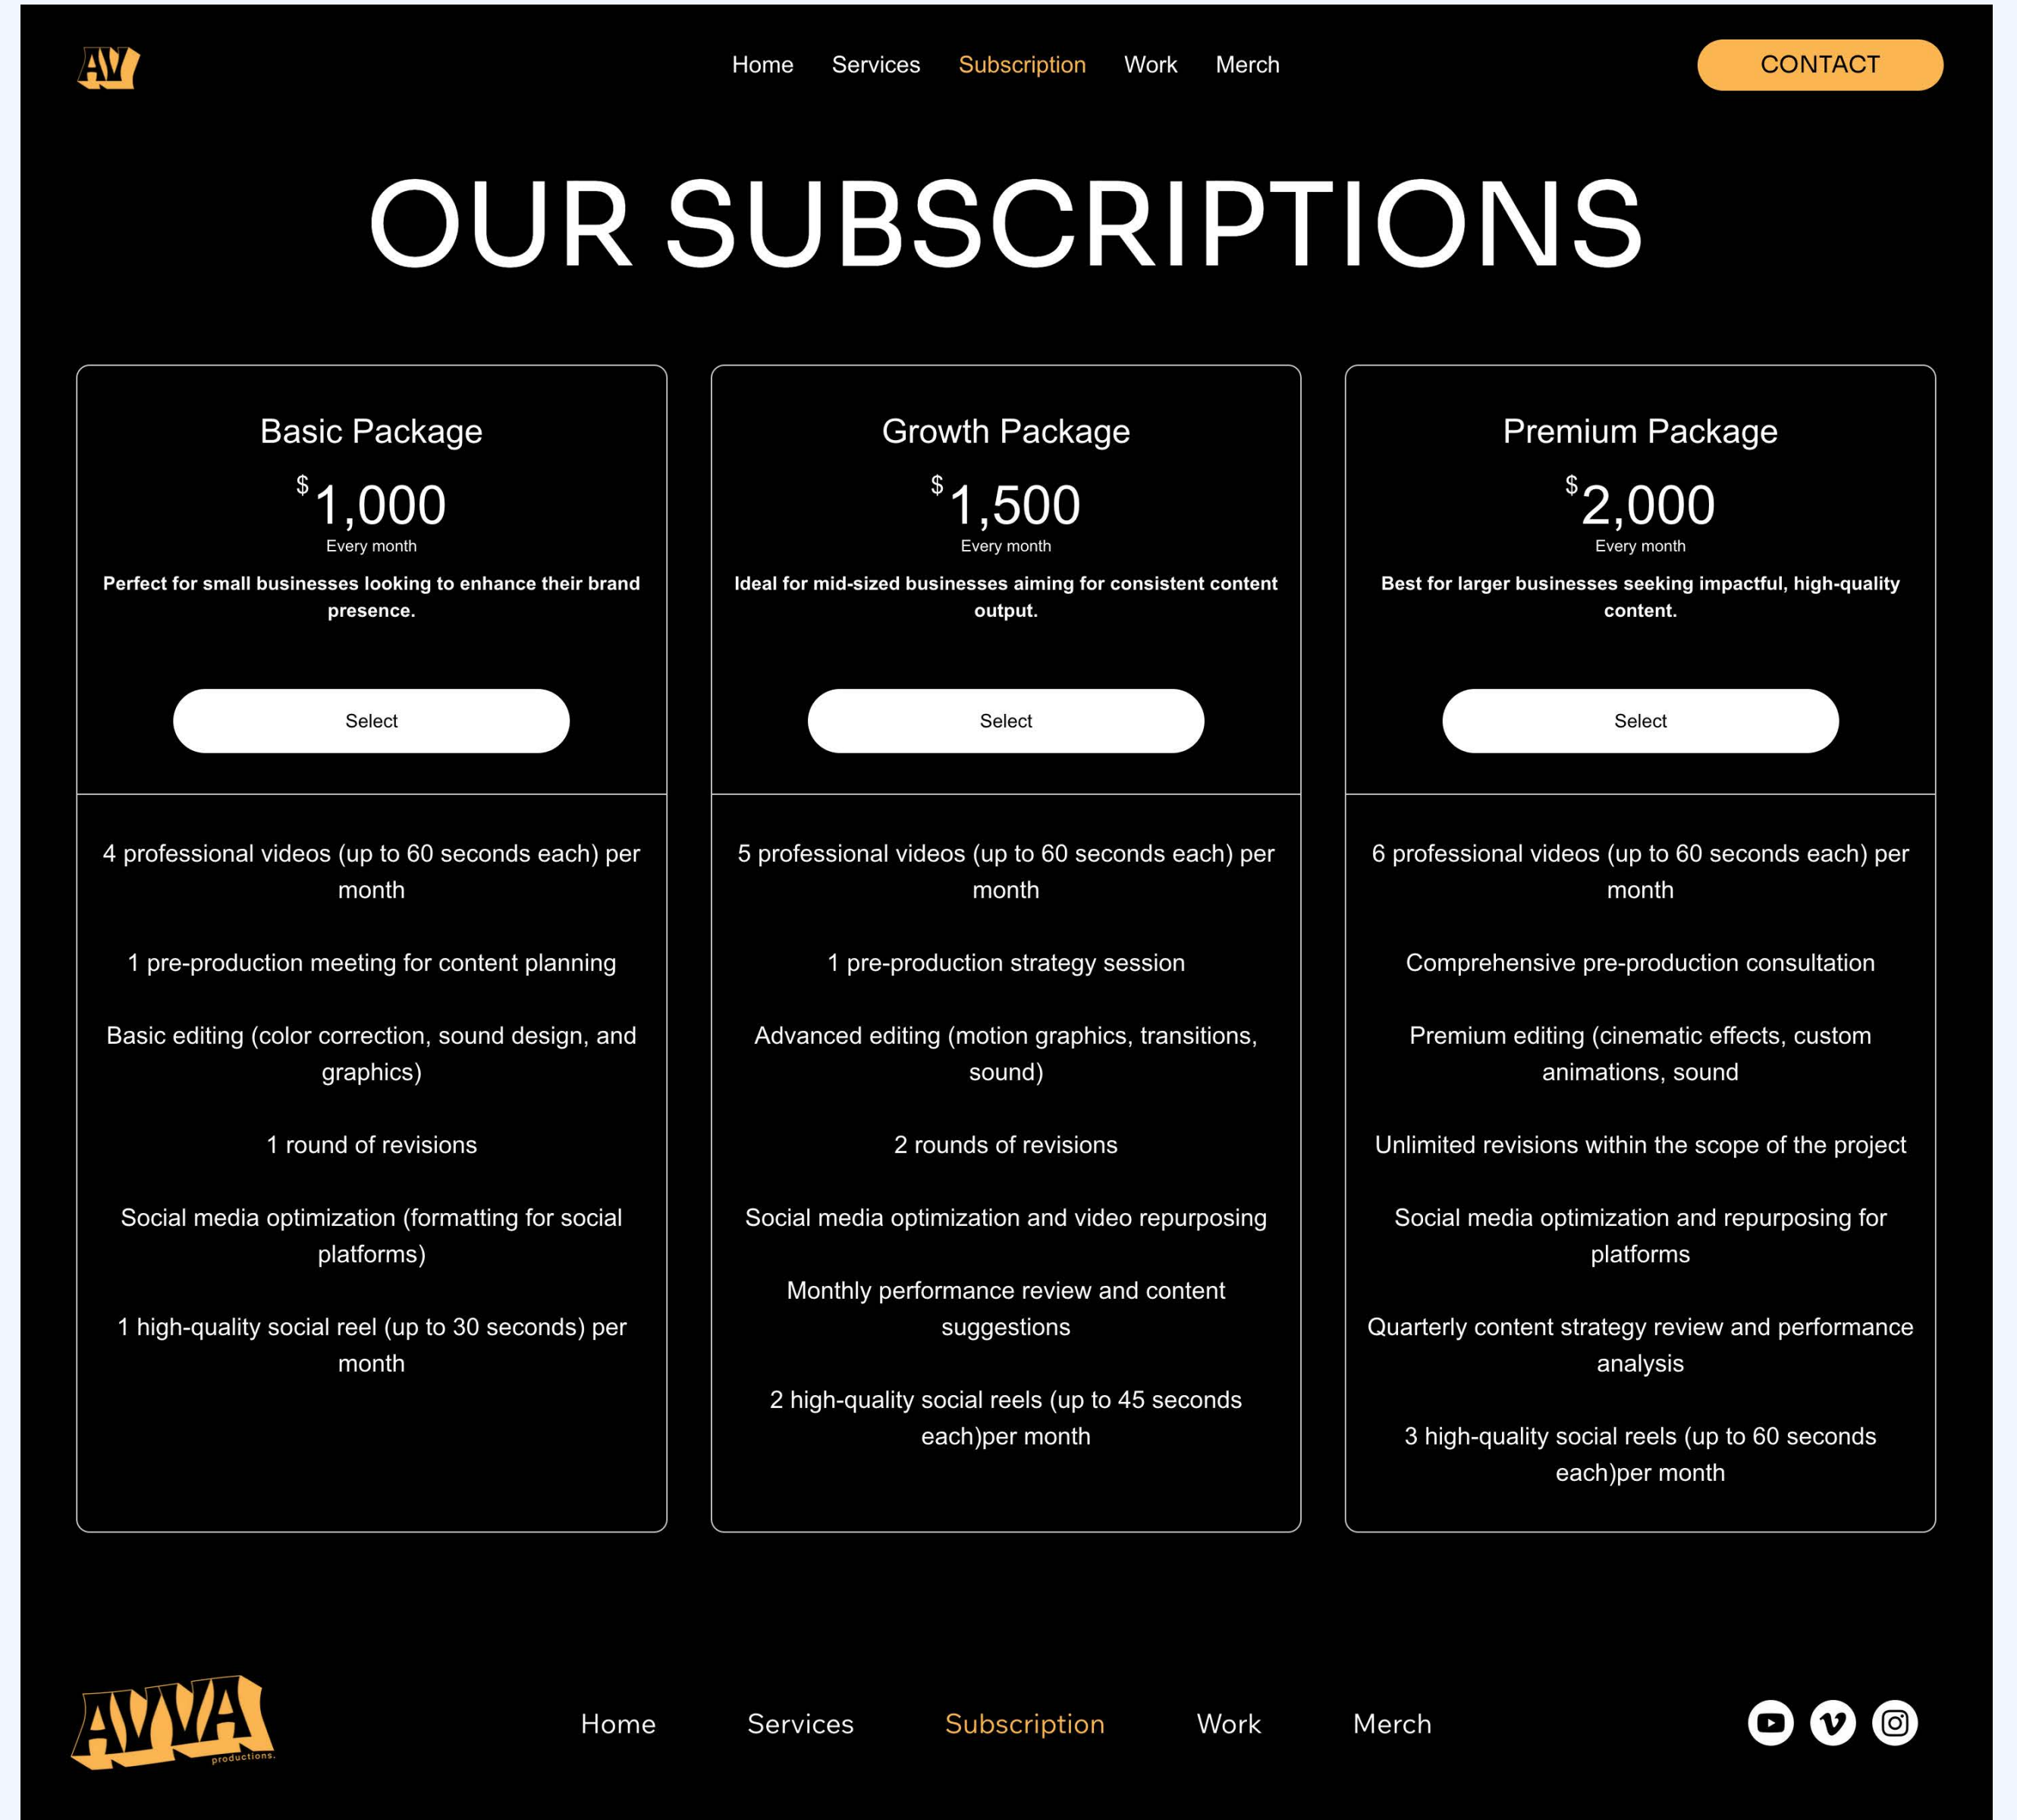 AV
Home Services Subscription Work Merch
CONTACT
OUR SUBSCRIPTIONS
Basic Package
$1,000
Every month
Perfect for small businesses looking to enhance their brand
presence.
Select
4 professional videos (up to 60 seconds each) per
month
1 pre-production meeting for content planning
Basic editing (color correction, sound design, and
graphics)
1 round of revisions
Social media optimization (formatting for social
platforms)
1 high-quality social reel (up to 30 seconds) per
month
Growth Package
$1,500
Every month
Ideal for mid-sized businesses aiming for consistent content
output.
Select
5 professional videos (up to 60 seconds each) per
month
1 pre-production strategy session
Advanced editing (motion graphics, transitions,
sound)
2 rounds of revisions
Social media optimization and video repurposing
Monthly performance review and content
suggestions
2 high-quality social reels (up to 45 seconds
each)per month
Premium Package
$2,000
Every month
Best for larger businesses seeking impactful, high-quality
content.
Select
6 professional videos (up to 60 seconds each) per
month
Comprehensive pre-production consultation
Premium editing (cinematic effects, custom
animations, sound
Unlimited revisions within the scope of the project
Social media optimization and repurposing for
platforms
Quarterly content strategy review and performance
analysis
3 high-quality social reels (up to 60 seconds
each)per month
AVVA
productions.
Home Services Subscription Work Merch